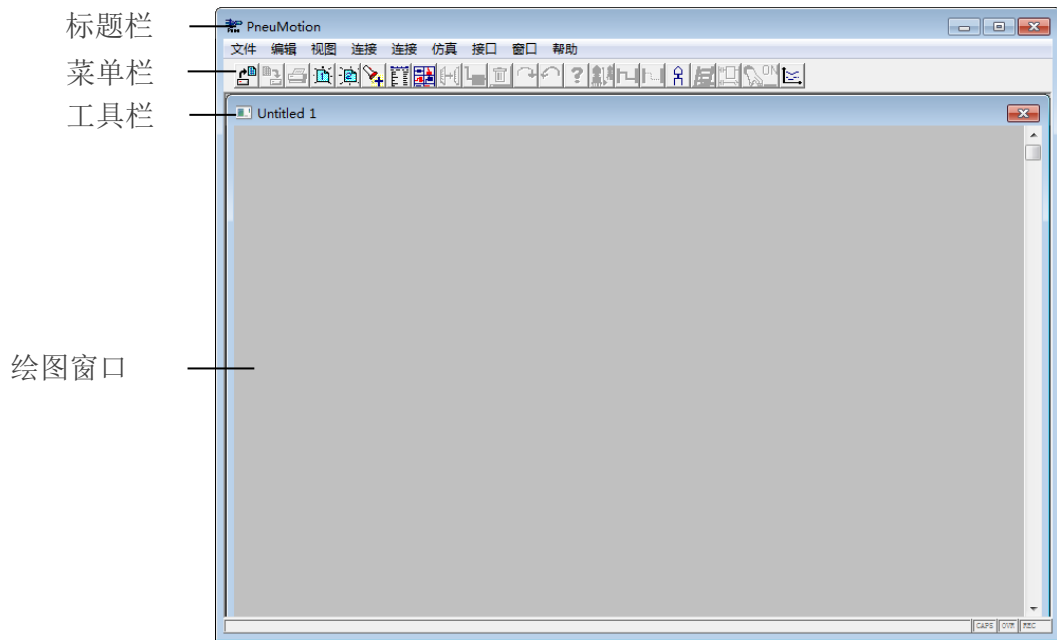 标题栏
PneuMotion
文件 编辑 视图 连接 连接 仿真 接口 窗口 帮助
菜单栏
ON
工具栏
Untitled 1
绘图窗口
CAPS OVR REC